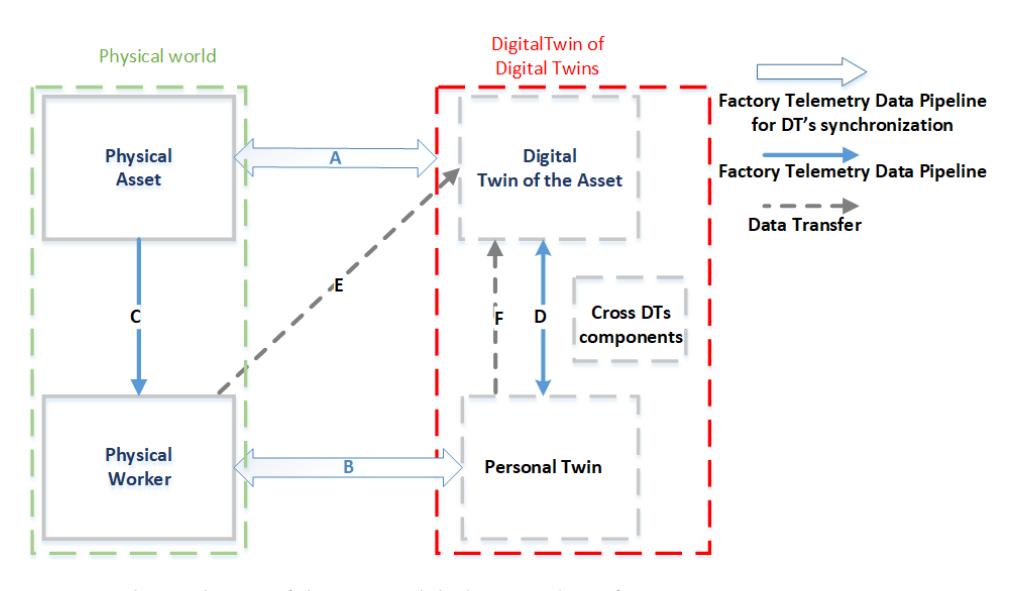 Physical world
DigitalTwin of
Digital Twins
Physical
Asset
A
Digital
Twin of the Asset
Factory Telemetry Data Pipeline
for DT's synchronization
Factory Telemetry Data Pipeline
Data Transfer
E
C
F
D
Cross DTs
components
Physical
Worker
B
Personal Twin